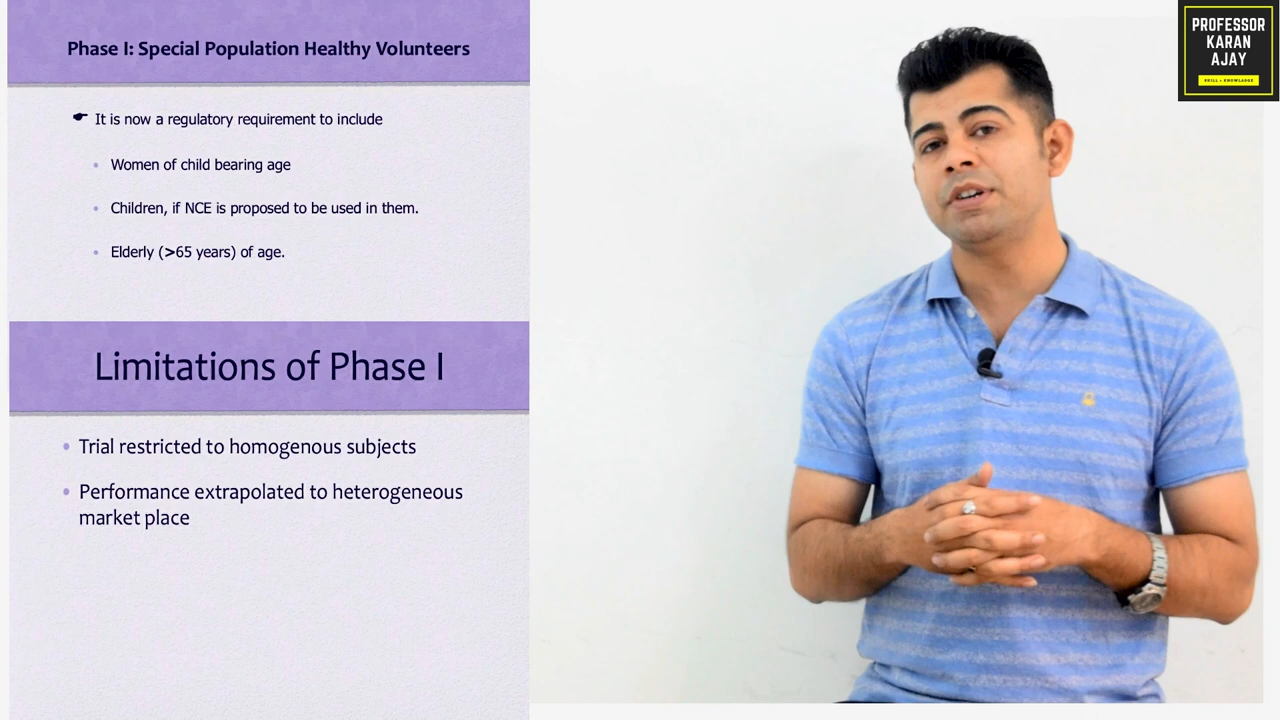 Phase I: Special Population Healthy Volunteers
It is now a regulatory requirement to include
Women of child bearing age
Children, if NCE is proposed to be used in them.
Elderly (>65 years) of age.
Limitations of Phase I
Trial restricted to homogenous subjects
Performance extrapolated to heterogeneous
market place
PROFESSOR
KARAN
AJAY
SKILL + KNOWLEDGE